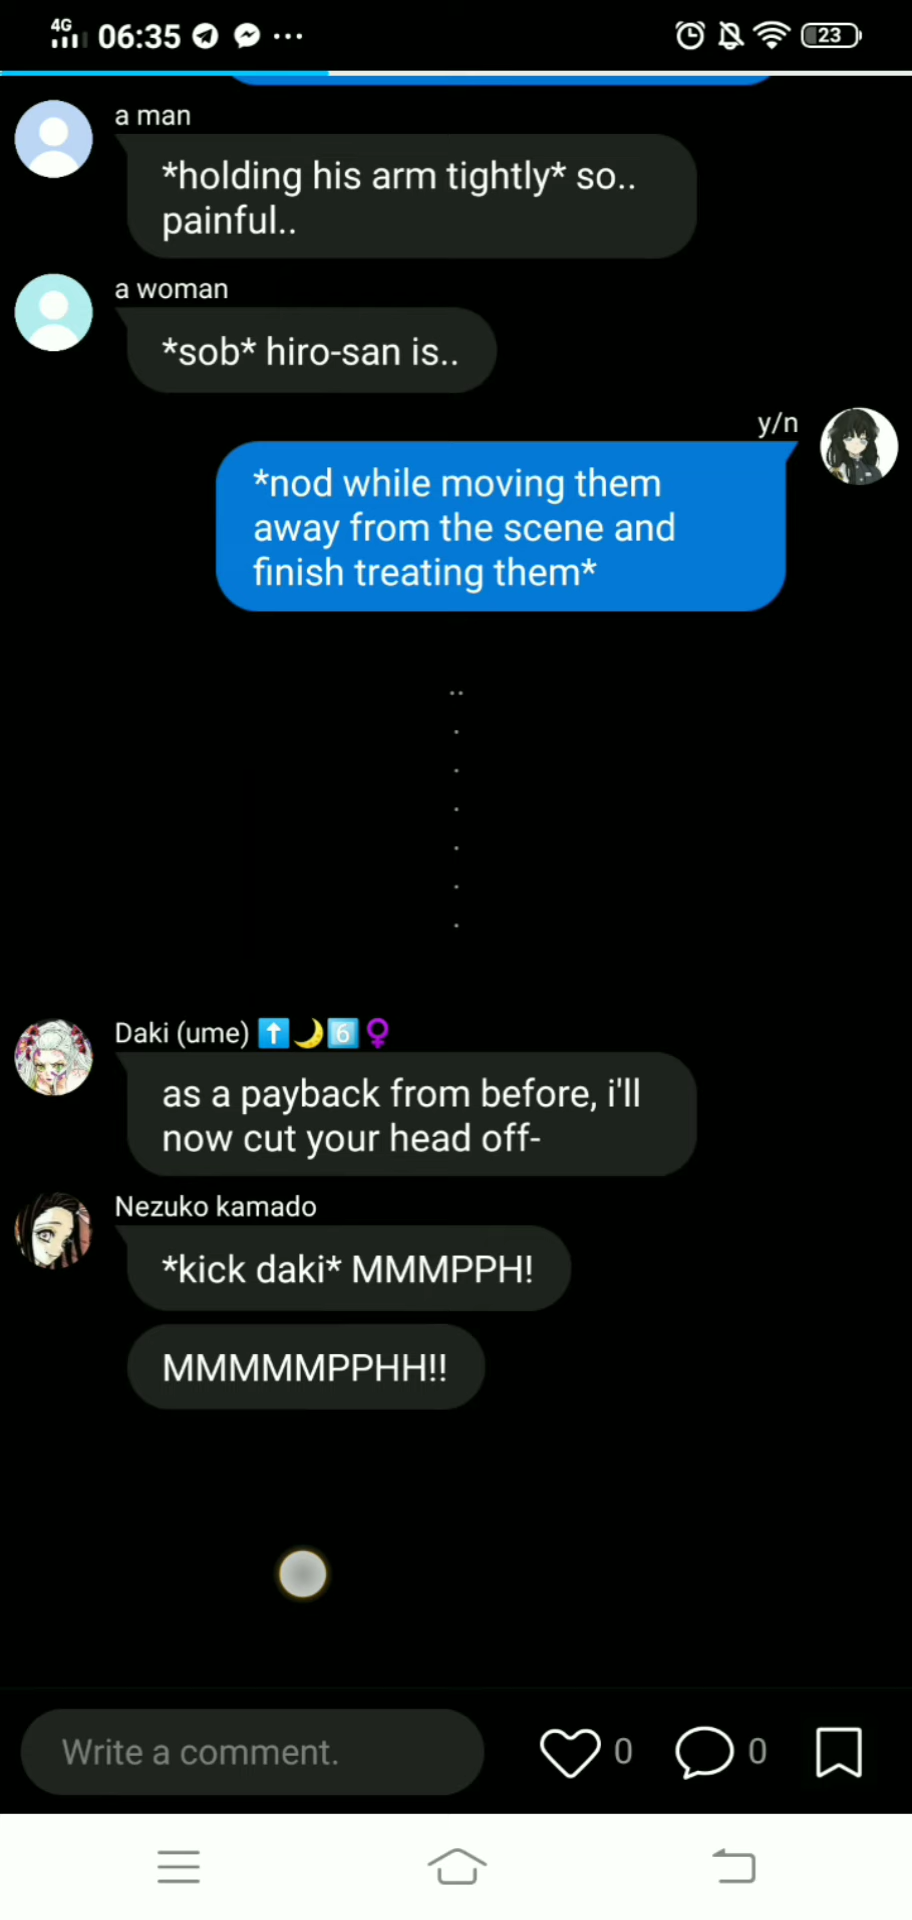 4G 06:35 ... 23
a man
*holding his arm tightly* so..
painful..
a woman
*sob* hiro-san is..
y/n
*nod while moving them
away from the scene and
finish treating them*
..
.
.
.
.
.
.
Daki (ume) ⬆️🌙6️⃣♀️
as a payback from before, i'll
now cut your head off-
Nezuko kamado
*kick daki* MMMPPH!
MMMMMPPHH!!
Write a comment. 0 0